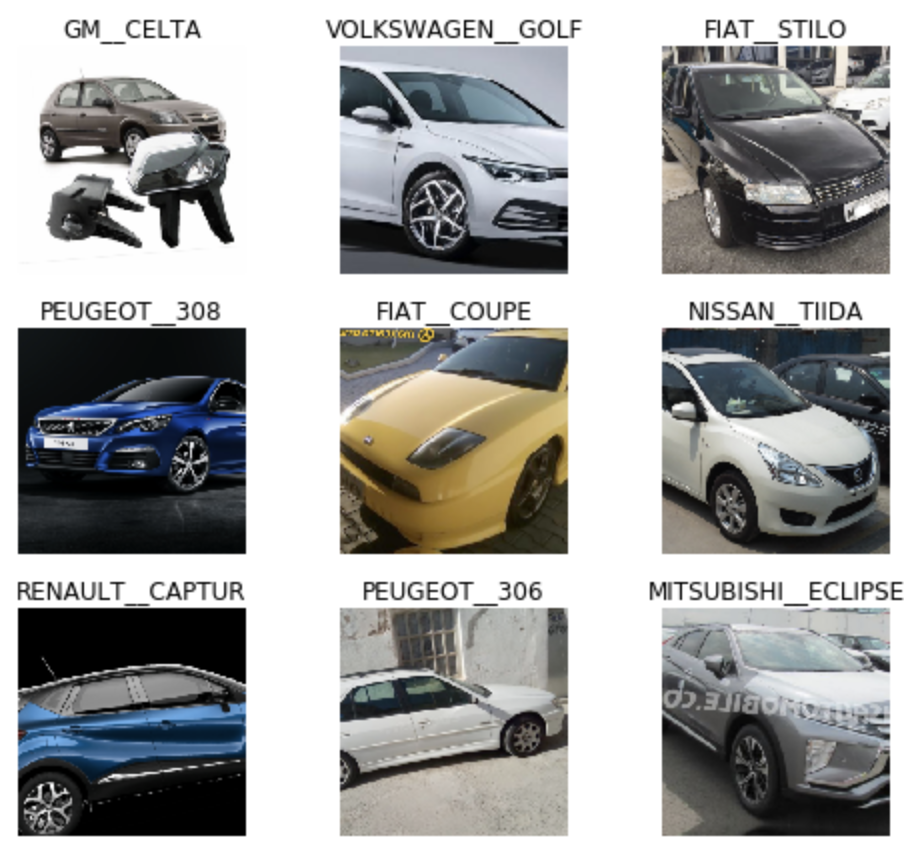 GM__CELTA
VOLKSWAGEN__GOLF
FIAT__STILO
PEUGEOT__308
FIAT__COUPE
NISSAN__TIIDA
RENAULT__CAPTUR
PEUGEOT__306
MITSUBISHI__ECLIPSE